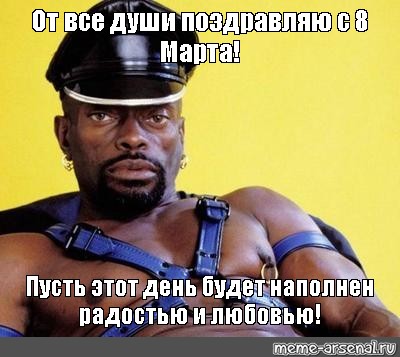 От все души поздравляю с 8
Марта!
Пусть этот день будет наполнен
радостью и любовью!
meme-arsenal.ru